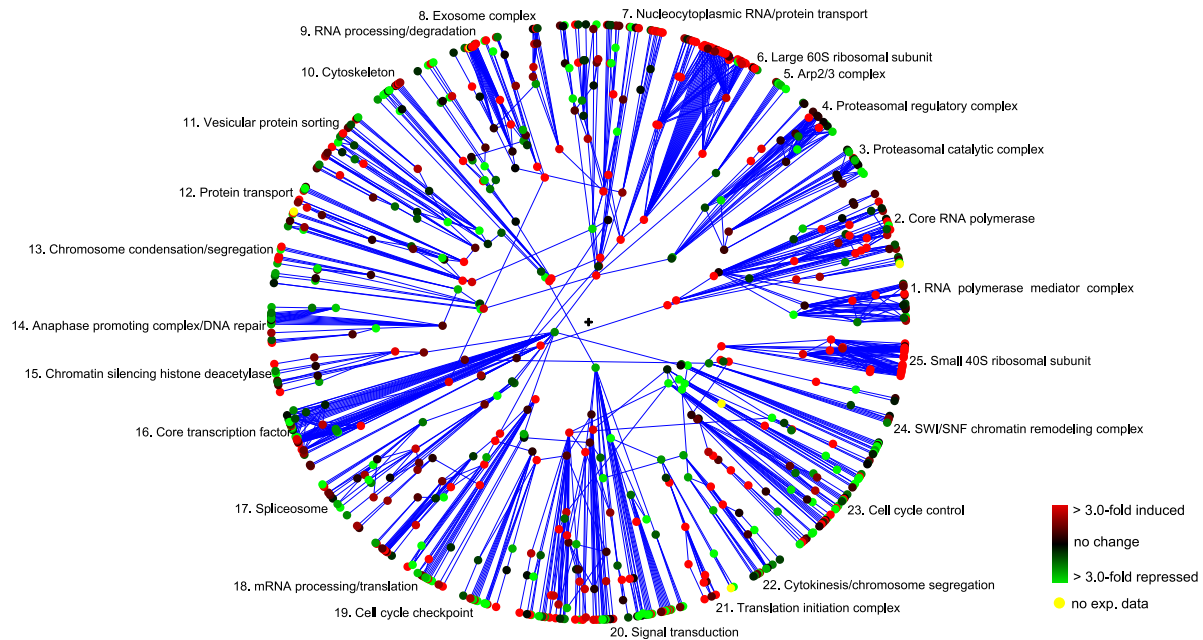 8. Exosome complex
7. Nucleocytoplasmic RNA/protein transport
9. RNA processing/degradation
6. Large 60S ribosomal subunit
10. Cytoskeleton
5. Arp2/3 complex
4. Proteasomal regulatory complex
11. Vesicular protein sorting
3. Proteasomal catalytic complex
12. Protein transport
2. Core RNA polymerase
13. Chromosome condensation/segregation
1. RNA polymerase mediator complex
14. Anaphase promoting complex/DNA repair
25. Small 40S ribosomal subunit
15. Chromatin silencing histone deacetylase
24. SWI/SNF chromatin remodeling complex
16. Core transcription factor
17. Spliceosome
23. Cell cycle control
> 3.0-fold induced
no change
> 3.0-fold repressed
no exp. data
18. mRNA processing/translation
22. Cytokinesis/chromosome segregation
19. Cell cycle checkpoint
21. Translation initiation complex
20. Signal transduction